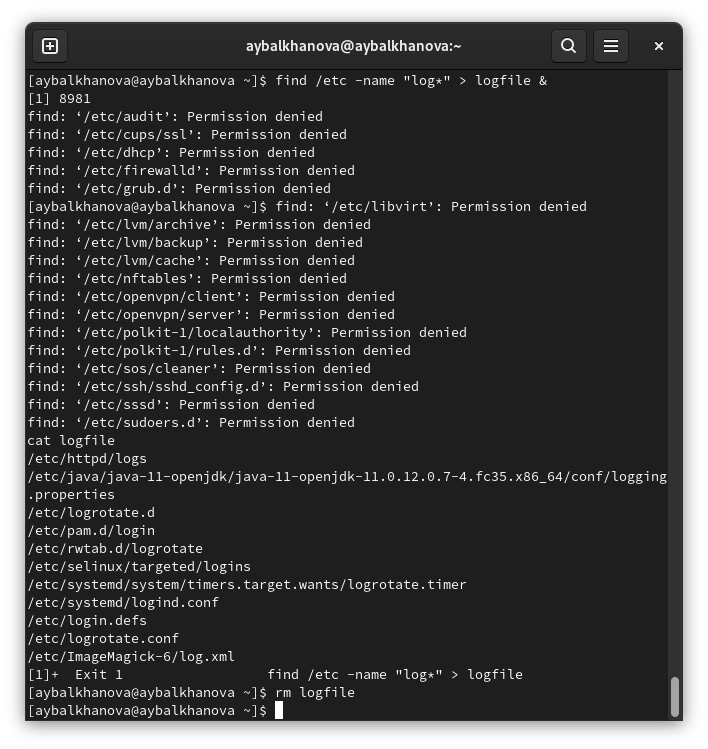 aybalkhanova@aybalkhanova:~
[aybalkhanova@aybalkhanova ~]$ find /etc -name "log*" > logfile &
[1] 8981
find: ‘/etc/audit’: Permission denied
find: ‘/etc/cups/ssl’: Permission denied
find: ‘/etc/dhcp’: Permission denied
find: ‘/etc/firewalld’: Permission denied
find: ‘/etc/grub.d’: Permission denied
[aybalkhanova@aybalkhanova ~]$ find: ‘/etc/libvirt’: Permission denied
find: ‘/etc/lvm/archive’: Permission denied
find: ‘/etc/lvm/backup’: Permission denied
find: ‘/etc/lvm/cache’: Permission denied
find: ‘/etc/nftables’: Permission denied
find: ‘/etc/openvpn/client’: Permission denied
find: ‘/etc/openvpn/server’: Permission denied
find: ‘/etc/polkit-1/localauthority’: Permission denied
find: ‘/etc/polkit-1/rules.d’: Permission denied
find: ‘/etc/sos/cleaner’: Permission denied
find: ‘/etc/ssh/sshd_config.d’: Permission denied
find: ‘/etc/sssd’: Permission denied
find: ‘/etc/sudoers.d’: Permission denied
cat logfile
/etc/httpd/logs
/etc/java/java-11-openjdk/java-11-openjdk-11.0.12.0.7-4.fc35.x86_64/conf/logging
.properties
/etc/logrotate.d
/etc/pam.d/login
/etc/rwtab.d/logrotate
/etc/selinux/targeted/logins
/etc/systemd/system/timers.target.wants/logrotate.timer
/etc/systemd/logind.conf
/etc/login.defs
/etc/logrotate.conf
/etc/ImageMagick-6/log.xml
[1]+  Exit 1                  find /etc -name "log*" > logfile
[aybalkhanova@aybalkhanova ~]$ rm logfile
[aybalkhanova@aybalkhanova ~]$